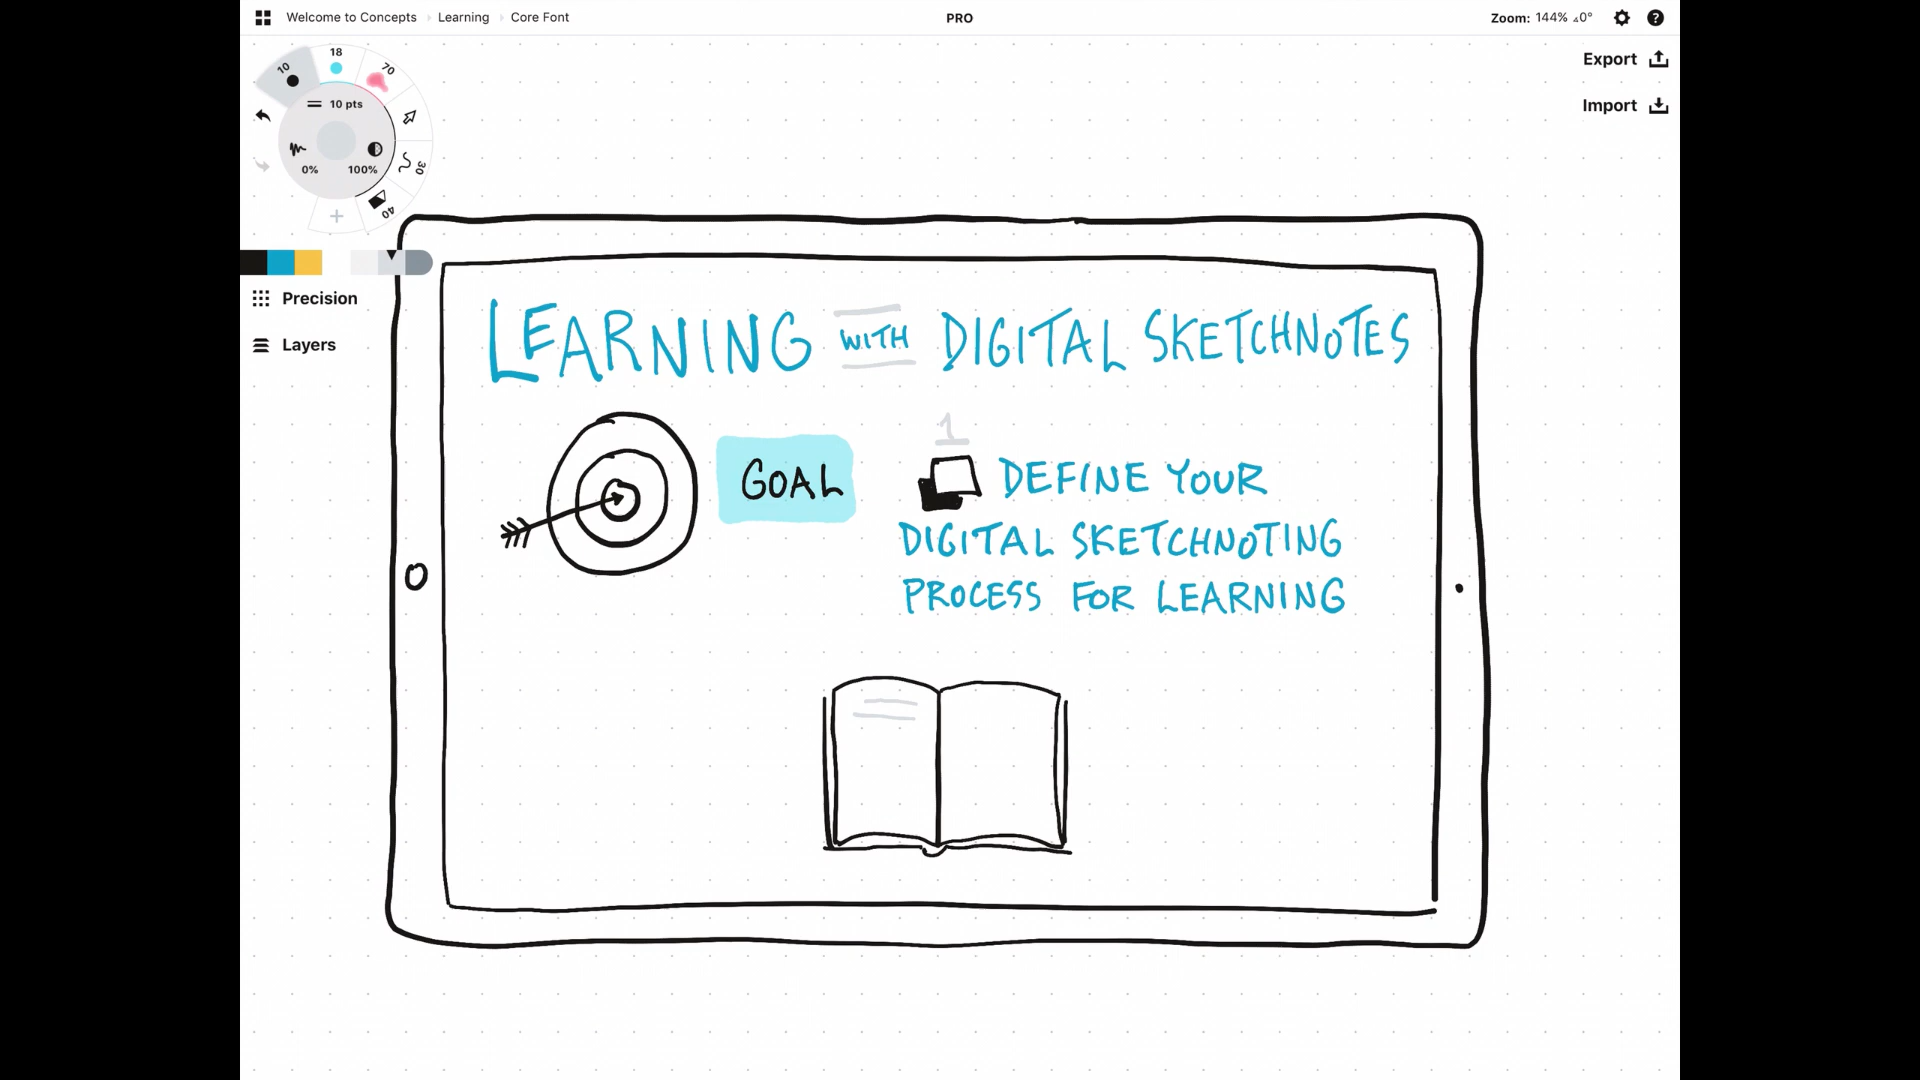 Welcome to Concepts Learning Core Font
PRO
Zoom: 144% ⊿0°
Export
Import
10
18
70
10 pts
30
0%
100%
40
Precision
Layers
LEARNING WITH DIGITAL SKETCHNOTES
GOAL
1
DEFINE YOUR
DIGITAL SKETCHNOTING
PROCESS FOR LEARNING